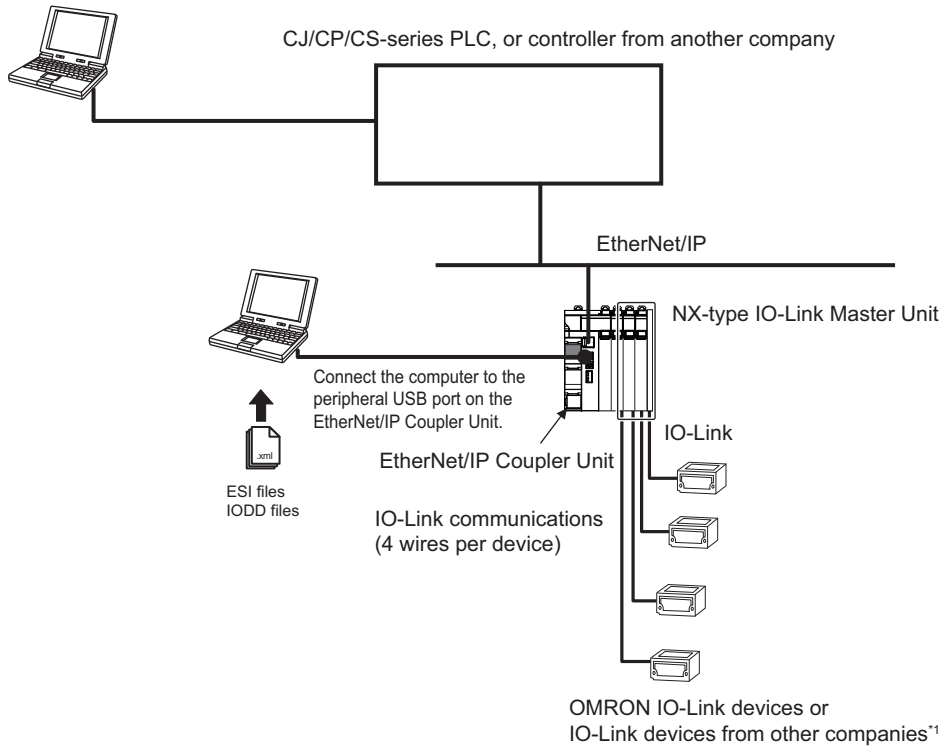 CJ/CP/CS-series PLC, or controller from another company
EtherNet/IP
NX-type IO-Link Master Unit
Connect the computer to the
peripheral USB port on the
EtherNet/IP Coupler Unit.
IO-Link
EtherNet/IP Coupler Unit
.xml
ESI files
IODD files
IO-Link communications
(4 wires per device)
OMRON IO-Link devices or
IO-Link devices from other companies*1